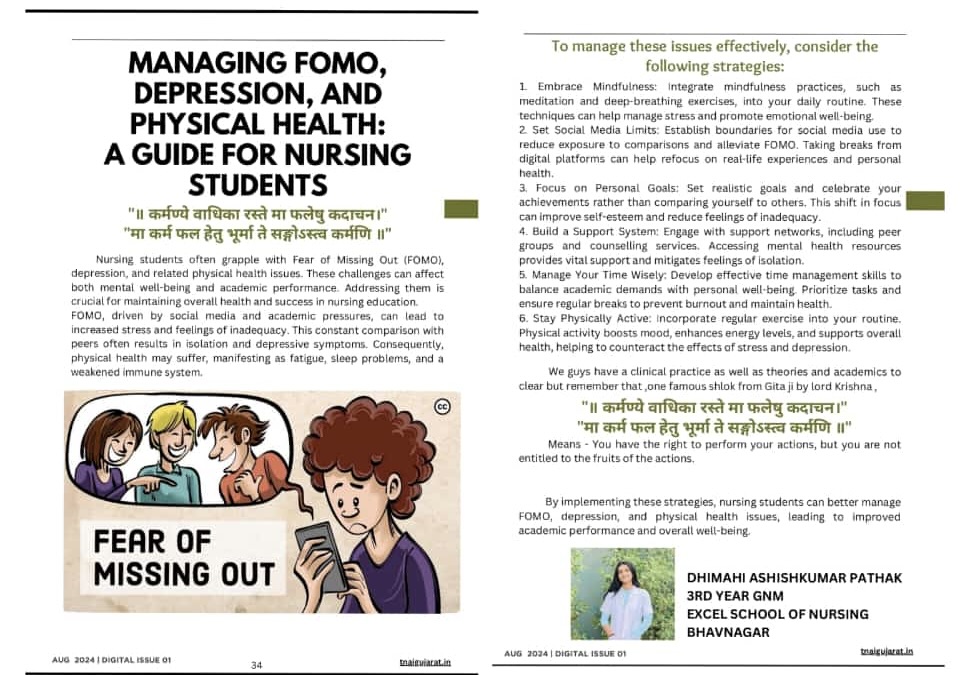 MANAGING FOMO,
DEPRESSION, AND
PHYSICAL HEALTH:
A GUIDE FOR NURSING
STUDENTS
"॥ कर्मण्ये वाधिका रस्ते मा फलेषु कदाचन।"
"मा कर्म फल हेतु भूर्मा ते सङ्गोऽस्त्व कर्मणि ॥"
Nursing students often grapple with Fear of Missing Out (FOMO),
depression, and related physical health issues. These challenges can affect
both mental well-being and academic performance. Addressing them is
crucial for maintaining overall health and success in nursing education.
FOMO, driven by social media and academic pressures, can lead to
increased stress and feelings of inadequacy. This constant comparison with
peers often results in isolation and depressive symptoms. Consequently,
physical health may suffer, manifesting as fatigue, sleep problems, and a
weakened immune system.
cc
FEAR OF
MISSING OUT
AUG 2024 | DIGITAL ISSUE 01
34
tnaigujarat.in
To manage these issues effectively, consider the
following strategies:
1. Embrace Mindfulness: Integrate mindfulness practices, such as
meditation and deep-breathing exercises, into your daily routine. These
techniques can help manage stress and promote emotional well-being.
2. Set Social Media Limits: Establish boundaries for social media use to
reduce exposure to comparisons and alleviate FOMO. Taking breaks from
digital platforms can help refocus on real-life experiences and personal
health.
3. Focus on Personal Goals: Set realistic goals and celebrate your
achievements rather than comparing yourself to others. This shift in focus
can improve self-esteem and reduce feelings of inadequacy.
4. Build a Support System: Engage with support networks, including peer
groups and counselling services. Accessing mental health resources
provides vital support and mitigates feelings of isolation.
5. Manage Your Time Wisely: Develop effective time management skills to
balance academic demands with personal well-being. Prioritize tasks and
ensure regular breaks to prevent burnout and maintain health.
6. Stay Physically Active: Incorporate regular exercise into your routine.
Physical activity boosts mood, enhances energy levels, and supports overall
health, helping to counteract the effects of stress and depression.
We guys have a clinical practice as well as theories and academics to
clear but remember that ,one famous shlok from Gita ji by lord Krishna ,
"॥ कर्मण्ये वाधिका रस्ते मा फलेषु कदाचन।"
"मा कर्म फल हेतु भूर्मा ते सङ्गोऽस्त्व कर्मणि ॥"
Means - You have the right to perform your actions, but you are not
entitled to the fruits of the actions.
By implementing these strategies, nursing students can better manage
FOMO, depression, and physical health issues, leading to improved
academic performance and overall well-being.
DHIMAHI ASHISHKUMAR PATHAK
3RD YEAR GNM
EXCEL SCHOOL OF NURSING
BHAVNAGAR
AUG 2024 | DIGITAL ISSUE 01
tnaigujarat.in